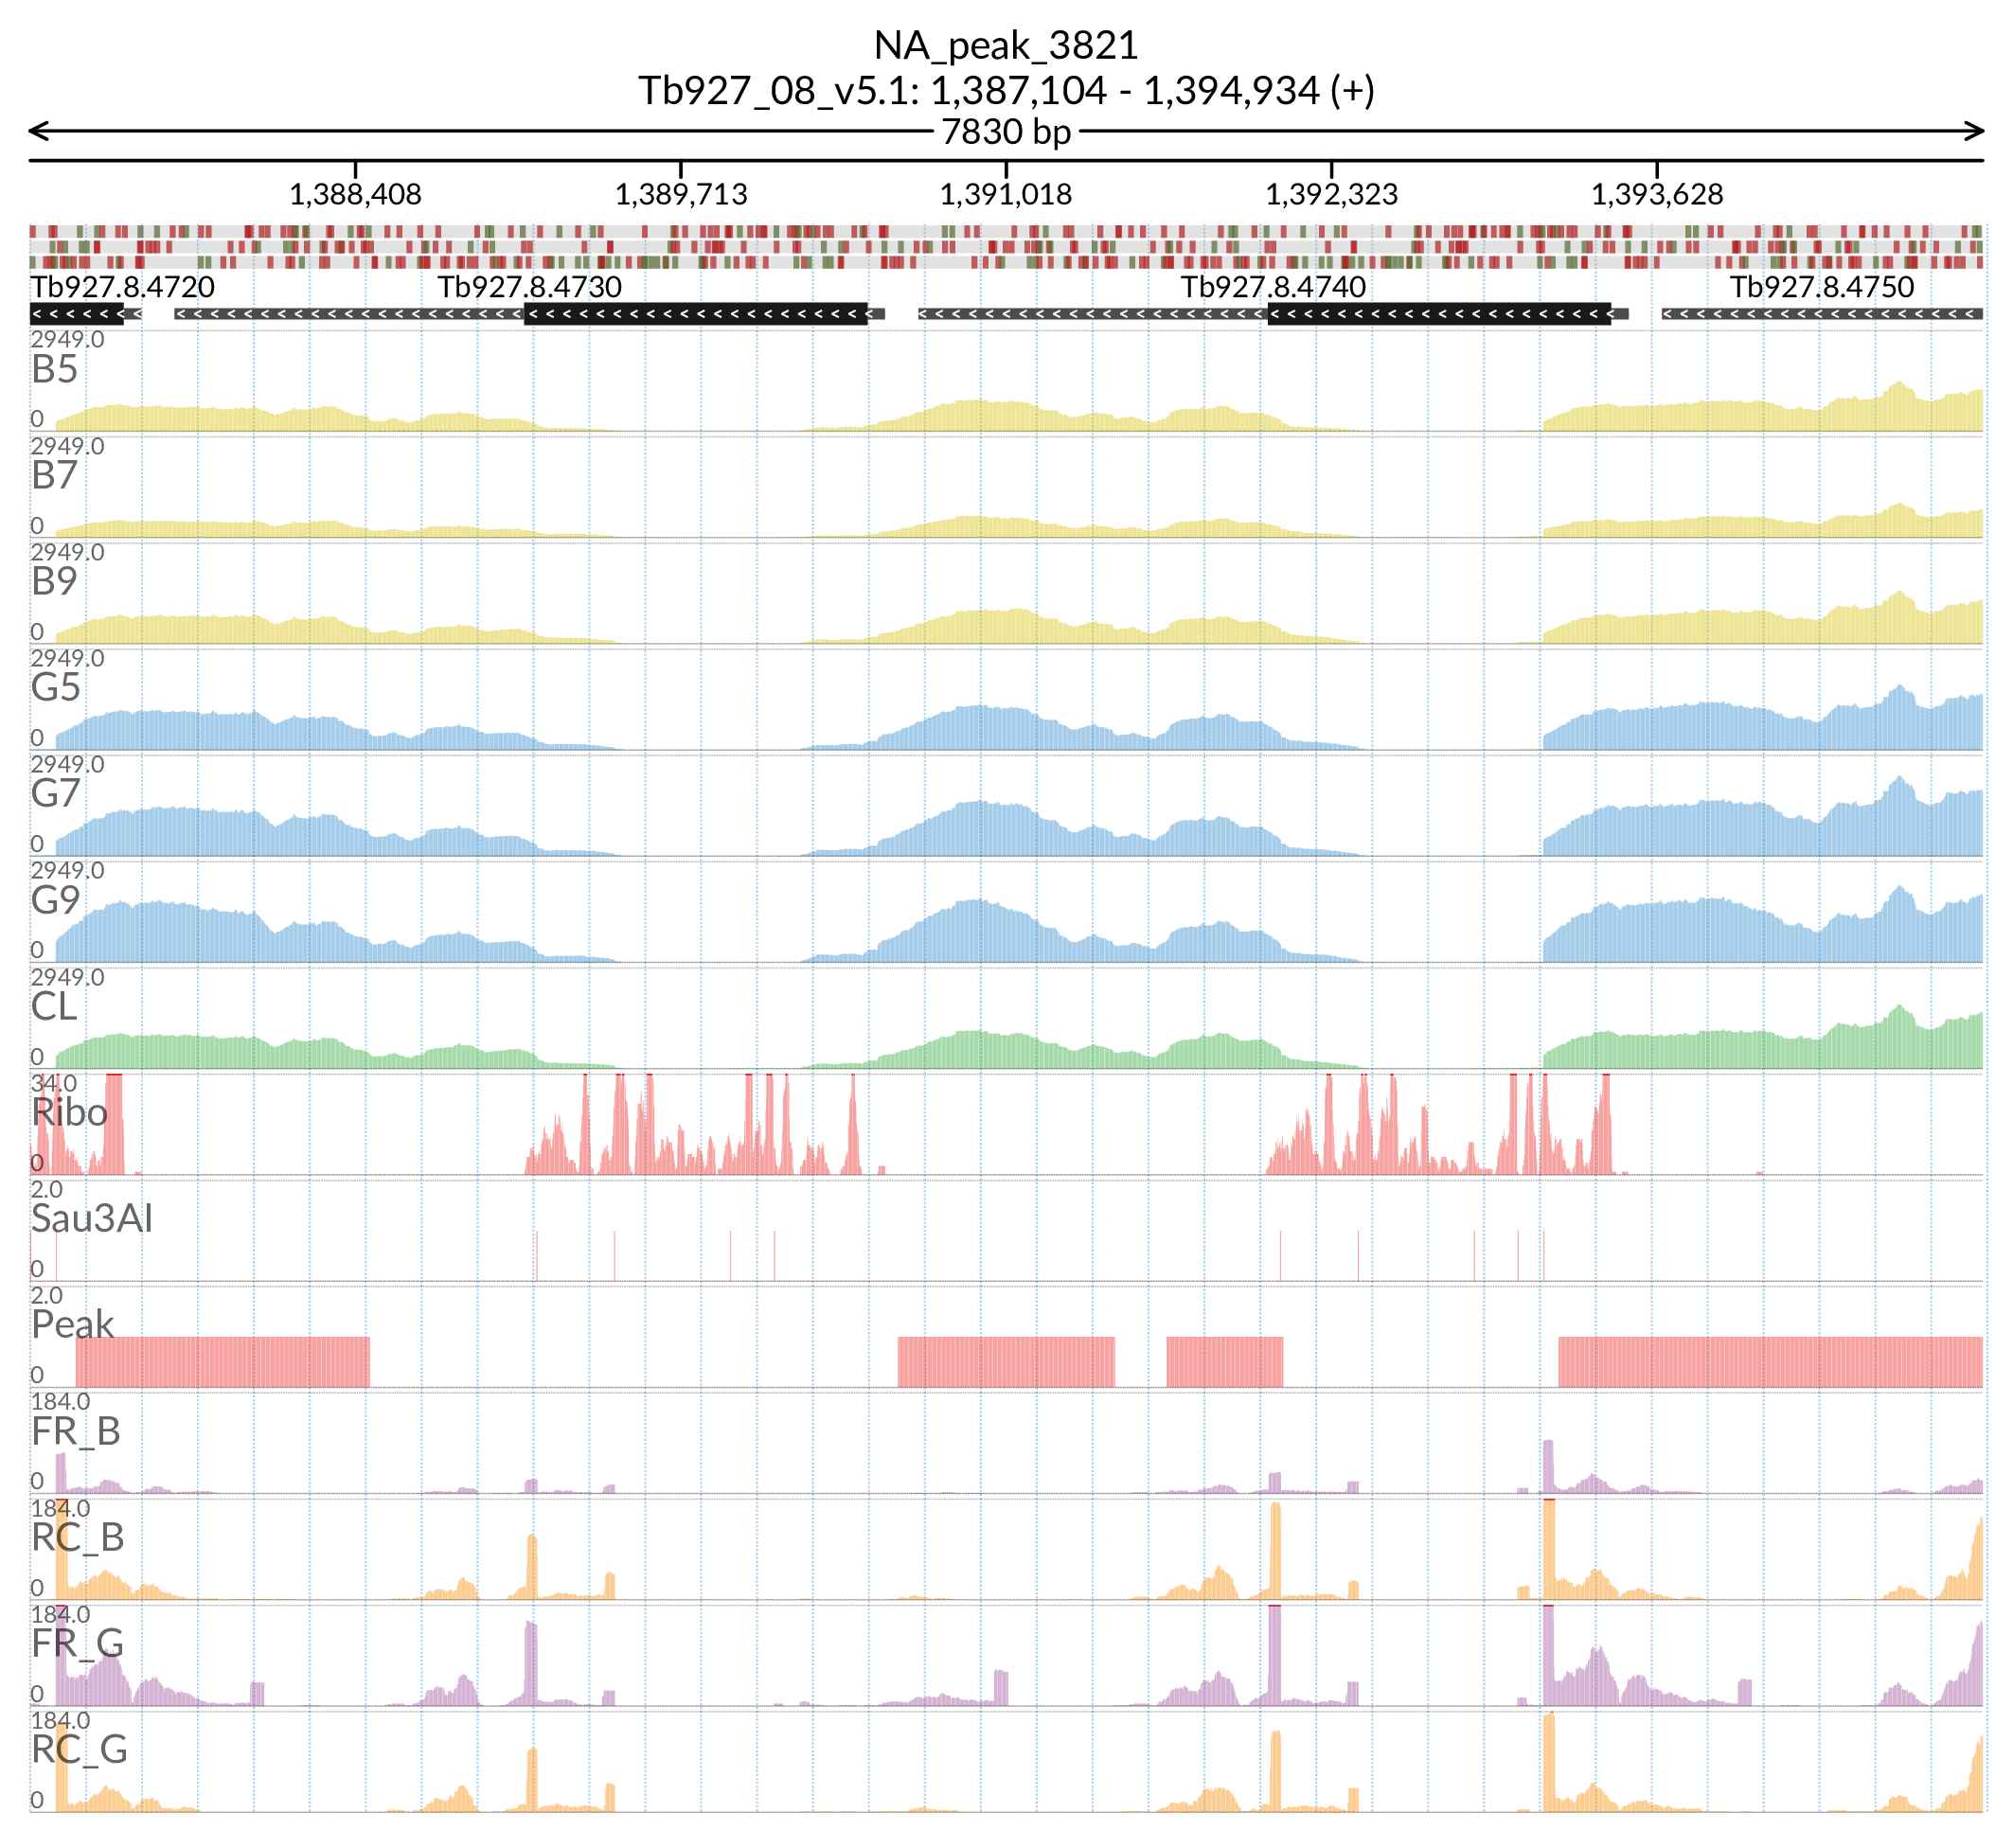 NA_peak_3821
Tb927_08_v5.1: 1,387,104 - 1,394,934 (+)
7830 bp
1,388,408 1,389,713 1,391,018 1,392,323 1,393,628
Tb927.8.4720 Tb927.8.4730 Tb927.8.4740 Tb927.8.4750
2949.0
B5
0
2949.0
B7
0
2949.0
B9
0
2949.0
G5
0
2949.0
G7
0
2949.0
G9
0
2949.0
CL
0
34.0
Ribo
0
2.0
Sau3AI
0
2.0
Peak
0
184.0
FR_B
0
184.0
RC_B
0
184.0
FR_G
0
184.0
RC_G
0